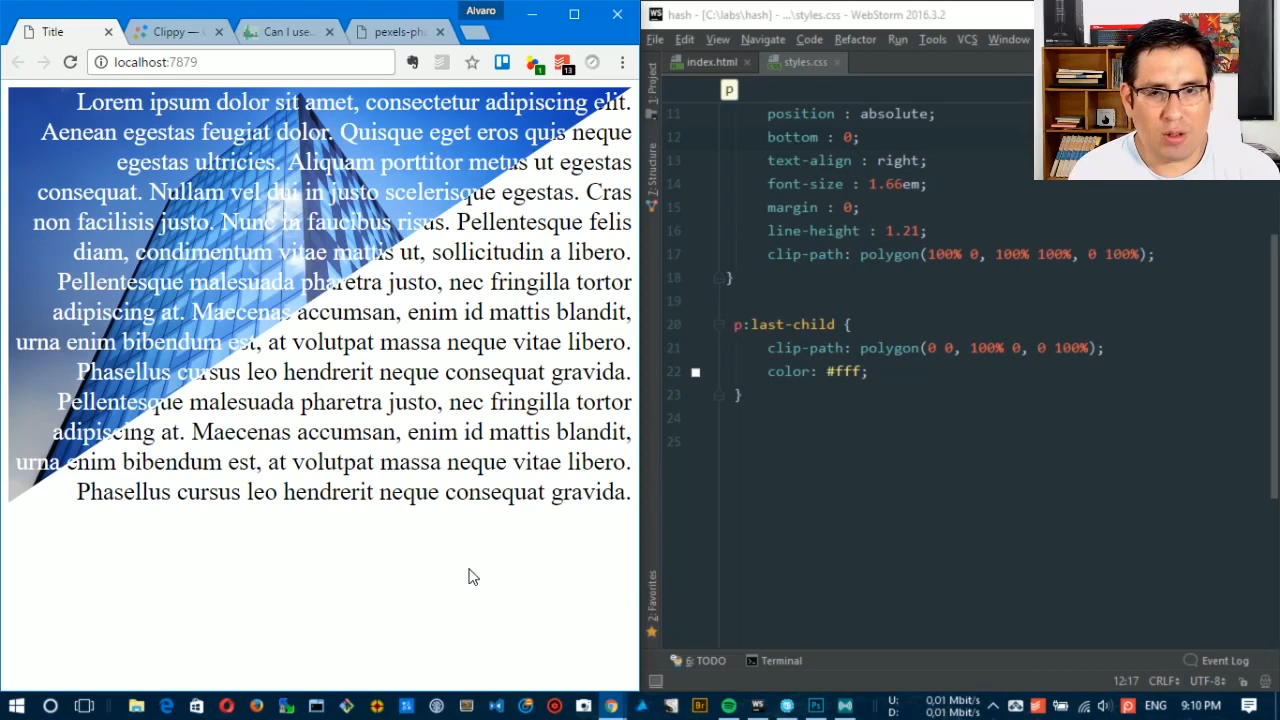 Alvaro
Title
Clippy —
Can I use...
pexels-pho
localhost:7879
1
13
Lorem ipsum dolor sit amet, consectetur adipiscing elit.
Aenean egestas feugiat dolor. Quisque eget eros quis neque
egestas ultricies. Aliquam porttitor metus ut egestas
consequat. Nullam vel dui in justo scelerisque egestas. Cras
non facilisis justo. Nunc in faucibus risus. Pellentesque felis
diam, condimentum vitae mattis ut, sollicitudin a libero.
Pellentesque malesuada pharetra justo, nec fringilla tortor
adipiscing at. Maecenas accumsan, enim id mattis blandit,
urna enim bibendum est, at volutpat massa neque vitae libero.
Phasellus cursus leo hendrerit neque consequat gravida.
Pellentesque malesuada pharetra justo, nec fringilla tortor
adipiscing at. Maecenas accumsan, enim id mattis blandit,
urna enim bibendum est, at volutpat massa neque vitae libero.
Phasellus cursus leo hendrerit neque consequat gravida.
WS hash - [C:\labs\hash] - ...\styles.css - WebStorm 2016.3.2
File Edit View Navigate Code Refactor Run Tools VCS Window
index.html
styles.css
p
1: Project
7: Structure
2: Favorites
11 position : absolute;
12 bottom : 0;
13 text-align : right;
14 font-size : 1.66em;
15 margin : 0;
16 line-height : 1.21;
17 clip-path: polygon(100% 0, 100% 100%, 0 100%);
18 }
19
20 p:last-child {
21 clip-path: polygon(0 0, 100% 0, 0 100%);
22 color: #fff;
23 }
24
25
6: TODO
Terminal
Event Log
12:17 CRLF÷ UTF-8÷
Br
WS
Ps
U: 0,01 Mbit/s
D: 0,01 Mbit/s
ENG
9:10 PM